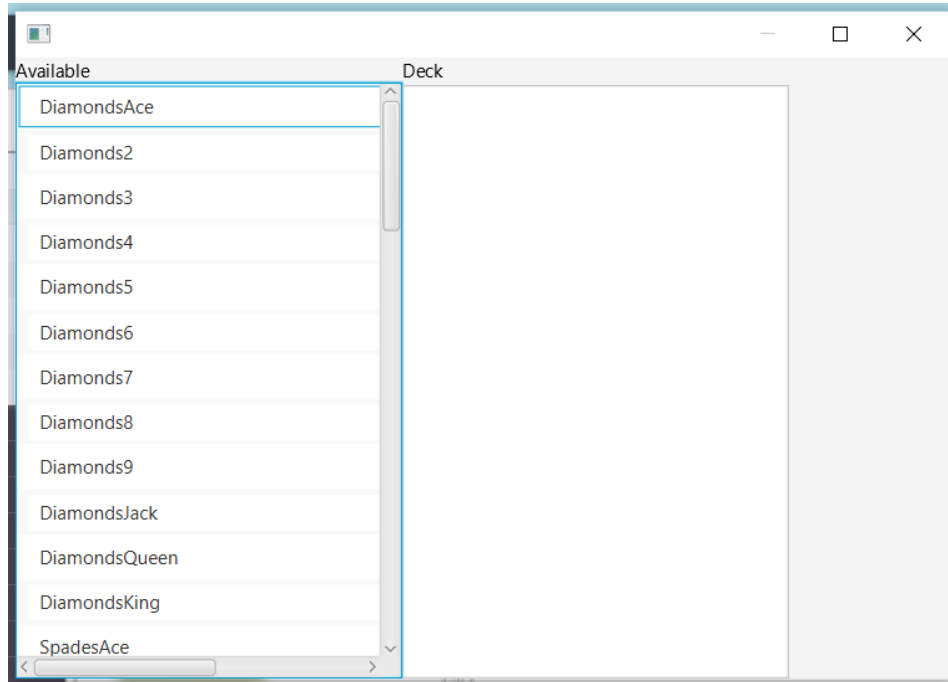 Available Deck
DiamondsAce
Diamonds2
Diamonds3
Diamonds4
Diamonds5
Diamonds6
Diamonds7
Diamonds8
Diamonds9
DiamondsJack
DiamondsQueen
DiamondsKing
SpadesAce